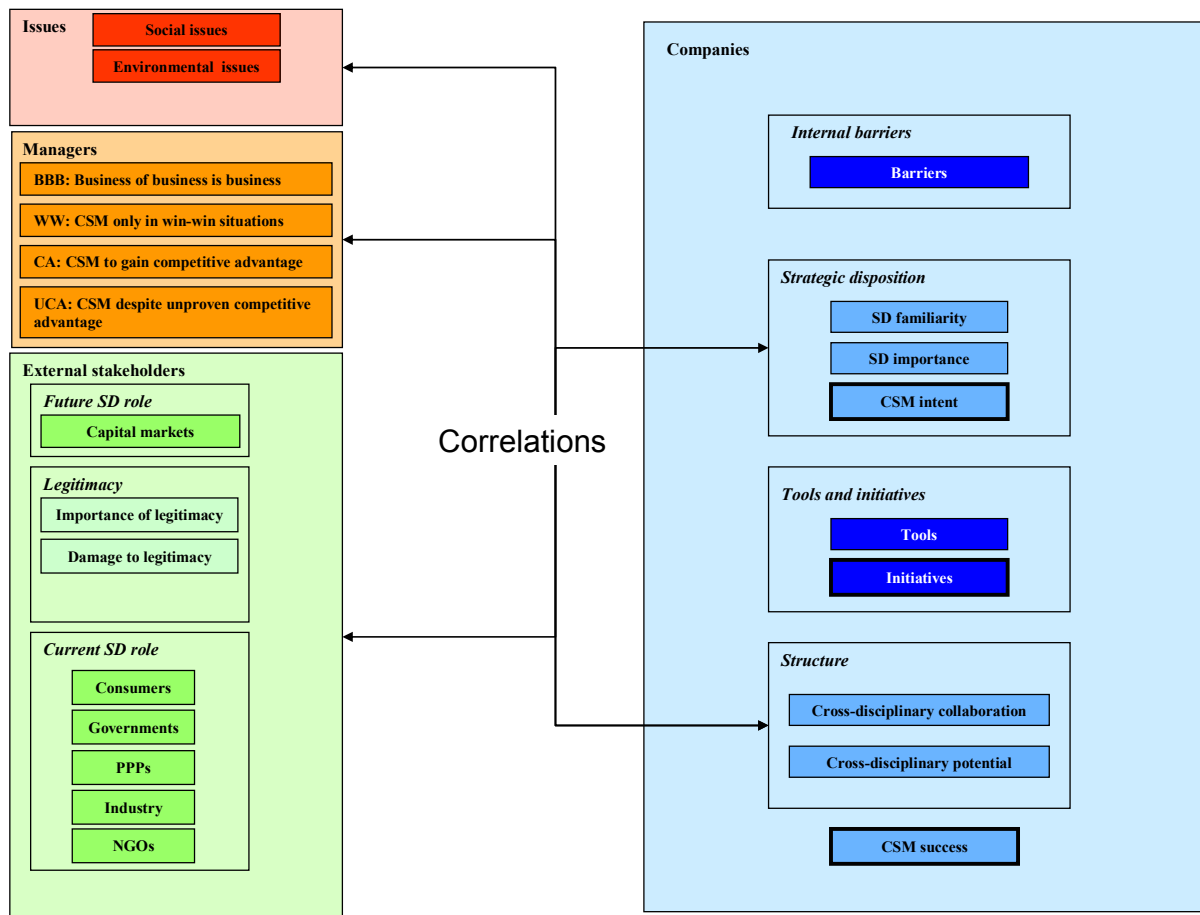 Issues
Social issues
Environmental issues
Managers
BBB: Business of business is business
WW: CSM only in win-win situations
CA: CSM to gain competitive advantage
UCA: CSM despite unproven competitive
advantage
External stakeholders
Future SD role
Capital markets
Legitimacy
Importance of legitimacy
Damage to legitimacy
Current SD role
Consumers
Governments
PPPs
Industry
NGOs
Correlations
Companies
Internal barriers
Barriers
Strategic disposition
SD familiarity
SD importance
CSM intent
Tools and initiatives
Tools
Initiatives
Structure
Cross-disciplinary collaboration
Cross-disciplinary potential
CSM success